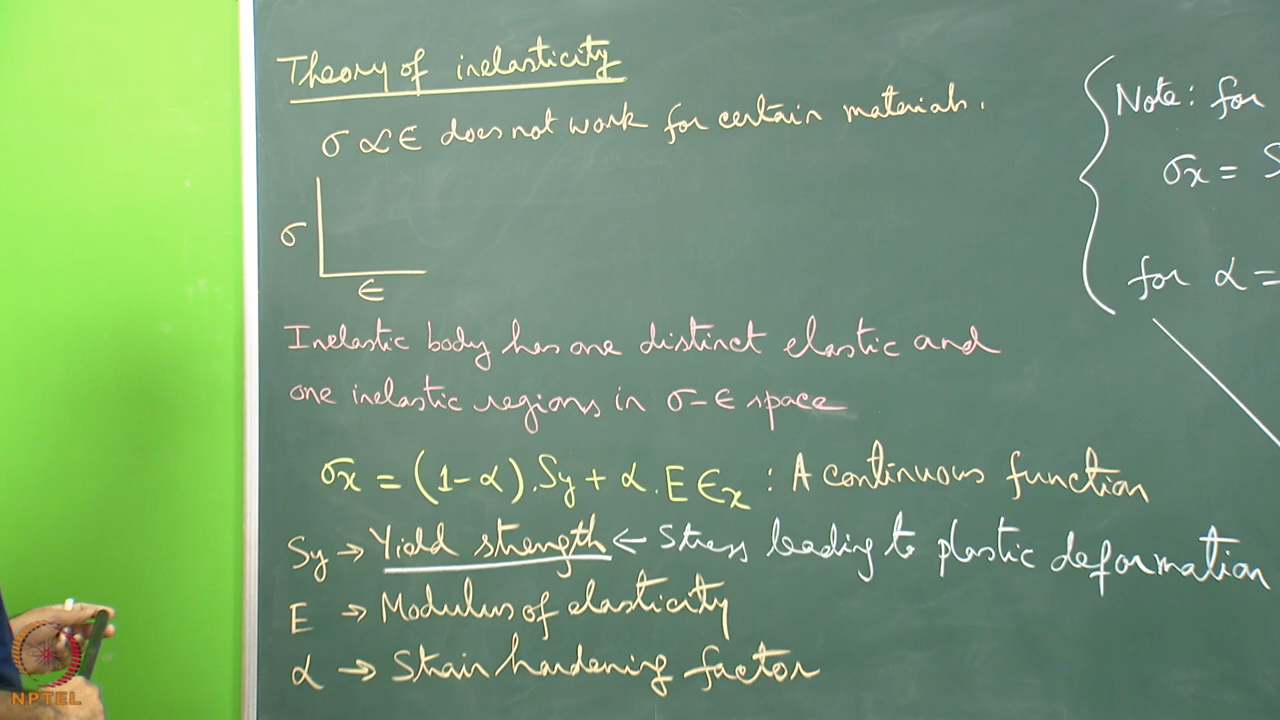 Theory of inelasticity
σ ∝ ϵ does not work for certain materials.
σ
ϵ
Inelastic body has one distinct elastic and
one inelastic regions in σ-ϵ space
σx = (1-α).Sy + α.Eϵx : A continuous function
Sy → Yield strength ← Stress leading to plastic deformation
E → Modulus of elasticity
α → Strain hardening factor
Note: for
σx = S
for α =
NPTEL